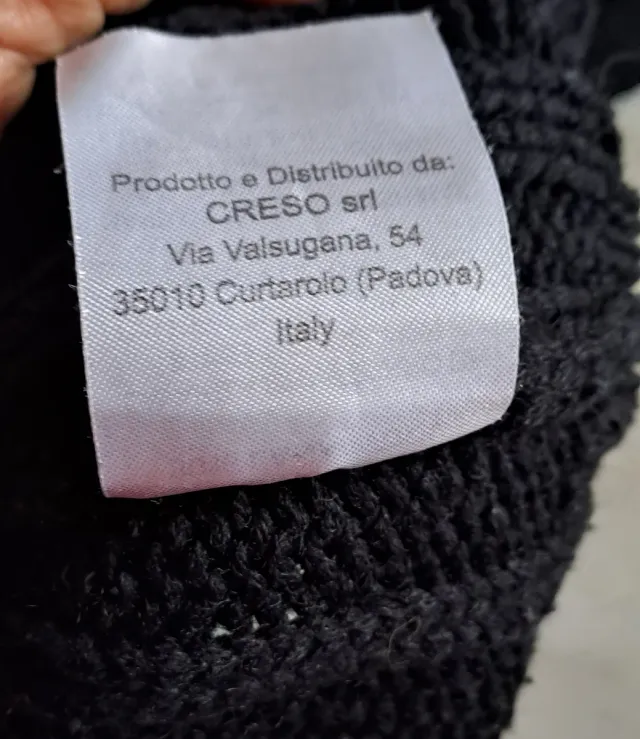 Prodotto e Distribuito da:
CRESO srl
Via Valsugana, 54
35010 Curtarolo (Padova)
Italy